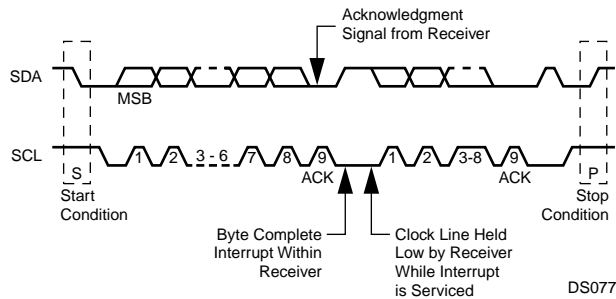 Acknowledgment
Signal from Receiver
SDA
MSB
SCL
S
1 2 3 - 6 7 8 9 1 2 3-8 9
P
ACK
ACK
Start
Condition
Stop
Condition
Byte Complete
Interrupt Within
Receiver
Clock Line Held
Low by Receiver
While Interrupt
is Serviced
DS077